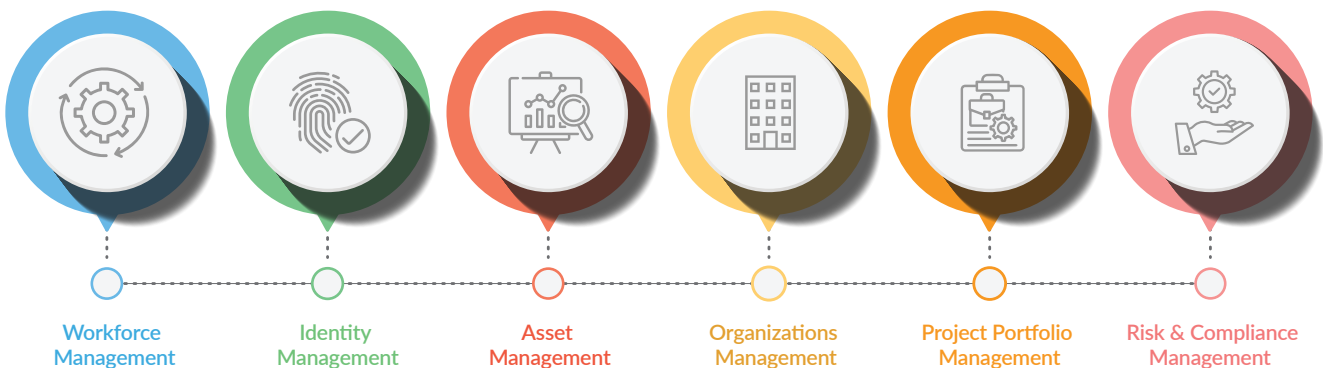 Workforce
Management
Identity
Management
Asset
Management
Organizations
Management
Project Portfolio
Management
Risk & Compliance
Management